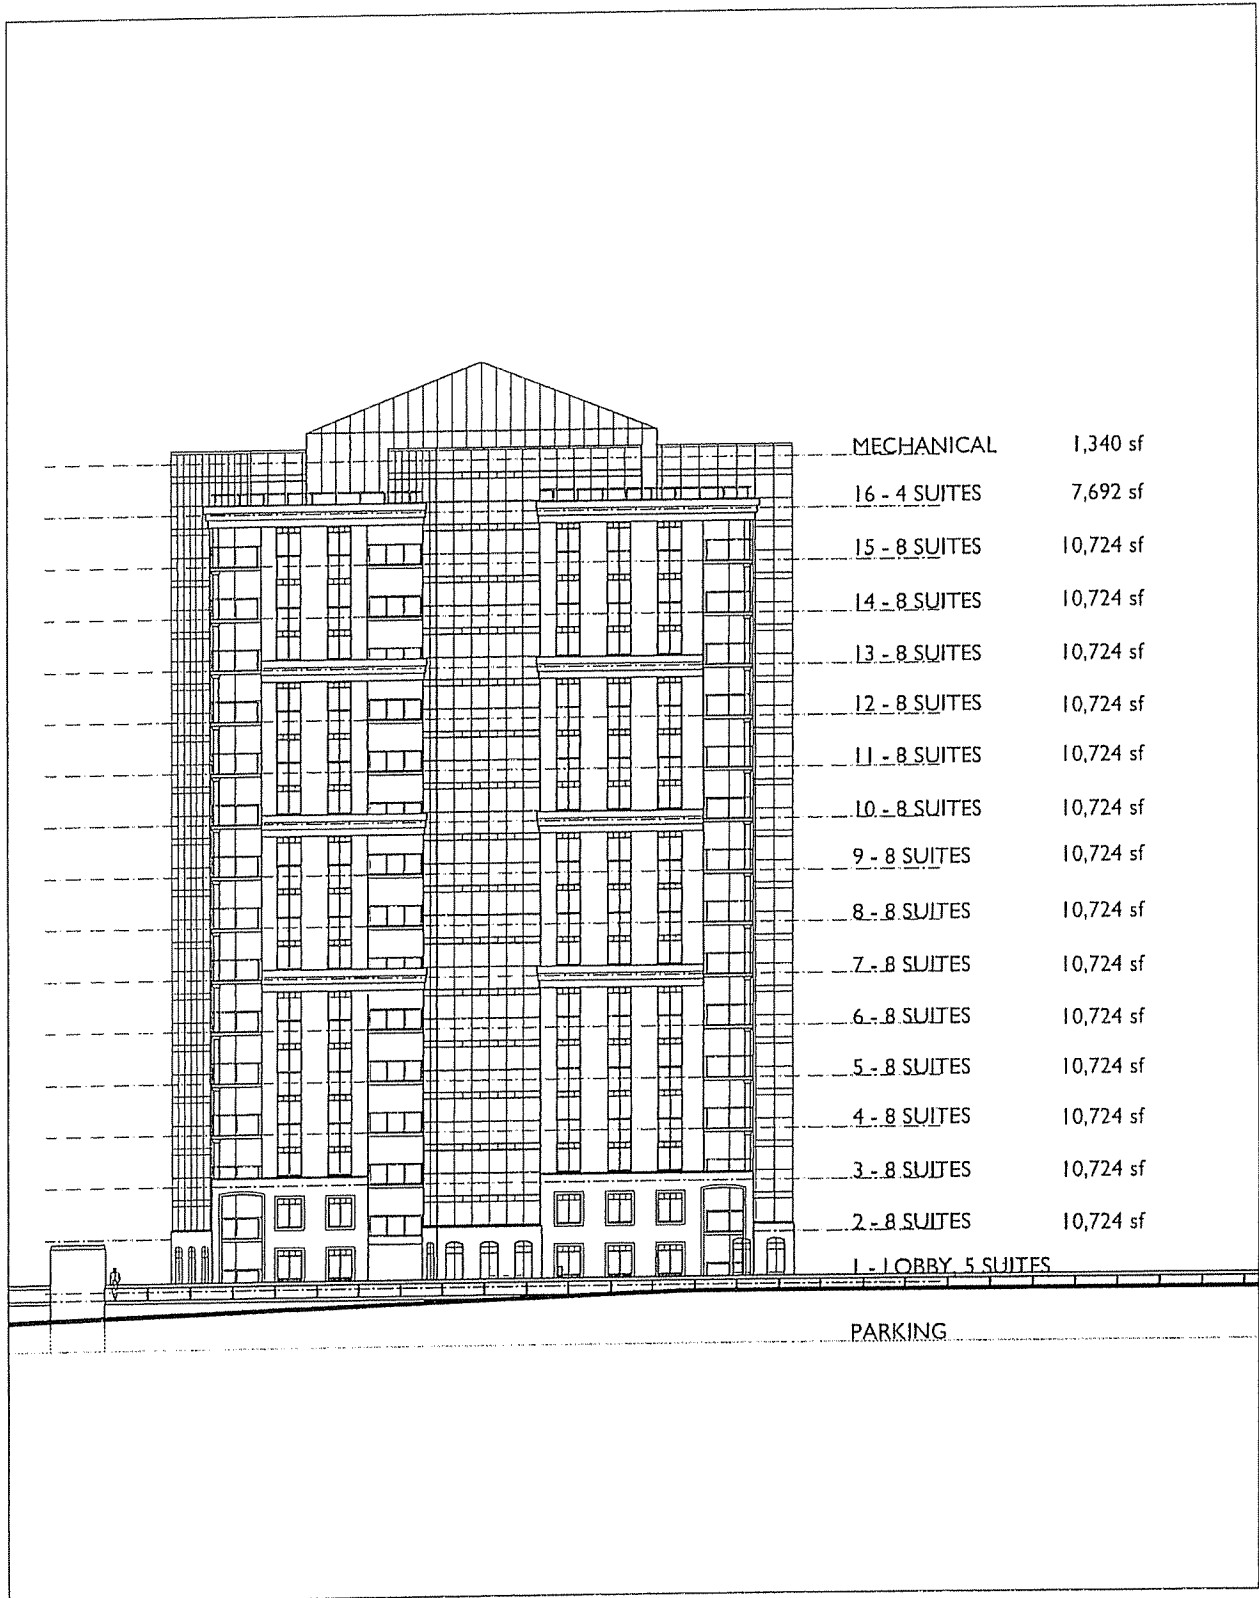 MECHANICAL 1,340 sf
16 - 4 SUITES 7,692 sf
15 - 8 SUITES 10,724 sf
14 - 8 SUITES 10,724 sf
13 - 8 SUITES 10,724 sf
12 - 8 SUITES 10,724 sf
11 - 8 SUITES 10,724 sf
10 - 8 SUITES 10,724 sf
9 - 8 SUITES 10,724 sf
8 - 8 SUITES 10,724 sf
7 - 8 SUITES 10,724 sf
6 - 8 SUITES 10,724 sf
5 - 8 SUITES 10,724 sf
4 - 8 SUITES 10,724 sf
3 - 8 SUITES 10,724 sf
2 - 8 SUITES 10,724 sf
1 - LOBBY, 5 SUITES
PARKING